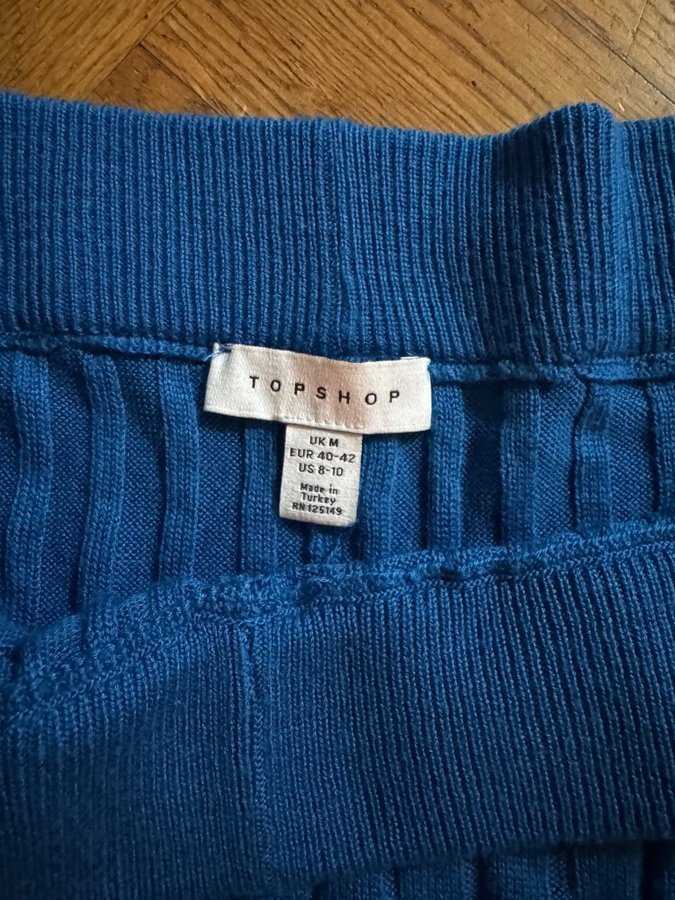 TOPSHOP
UK M
EUR 40-42
US 8-10
Made in
Turkey
RN 125149